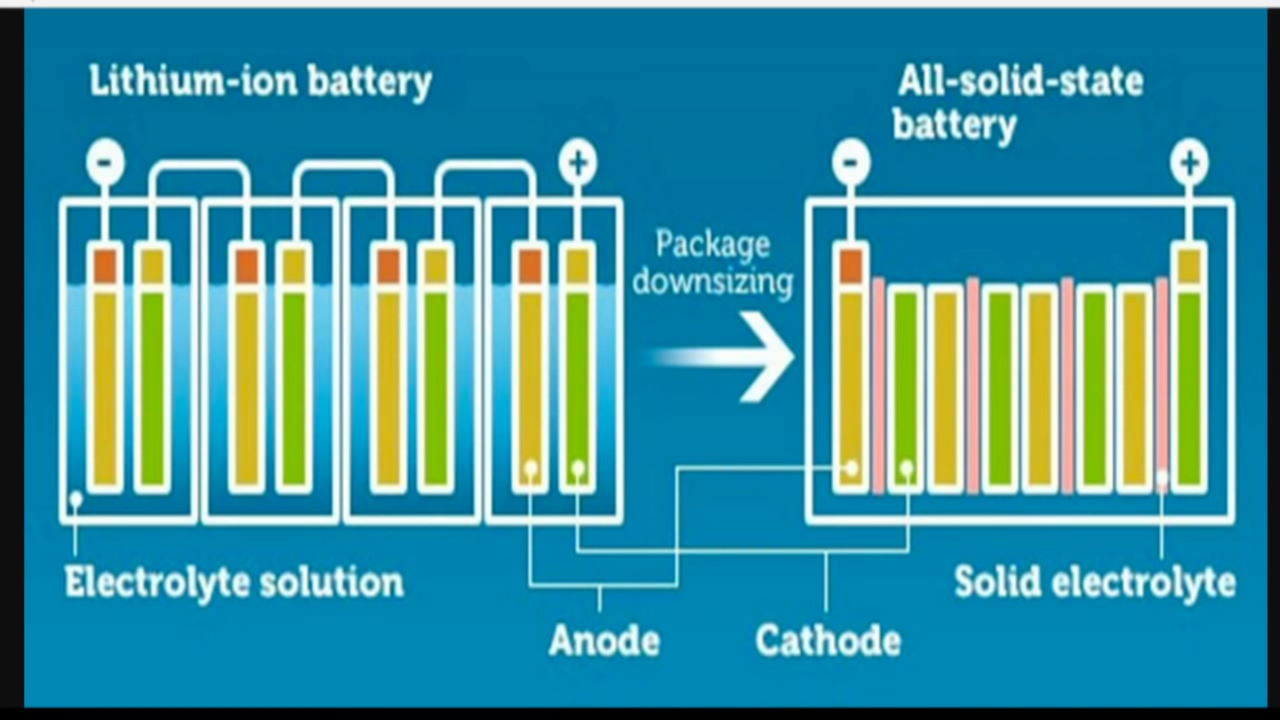 Lithium-ion battery
All-solid-state
battery
-
+
-
+
Package
downsizing
Electrolyte solution
Solid electrolyte
Anode
Cathode